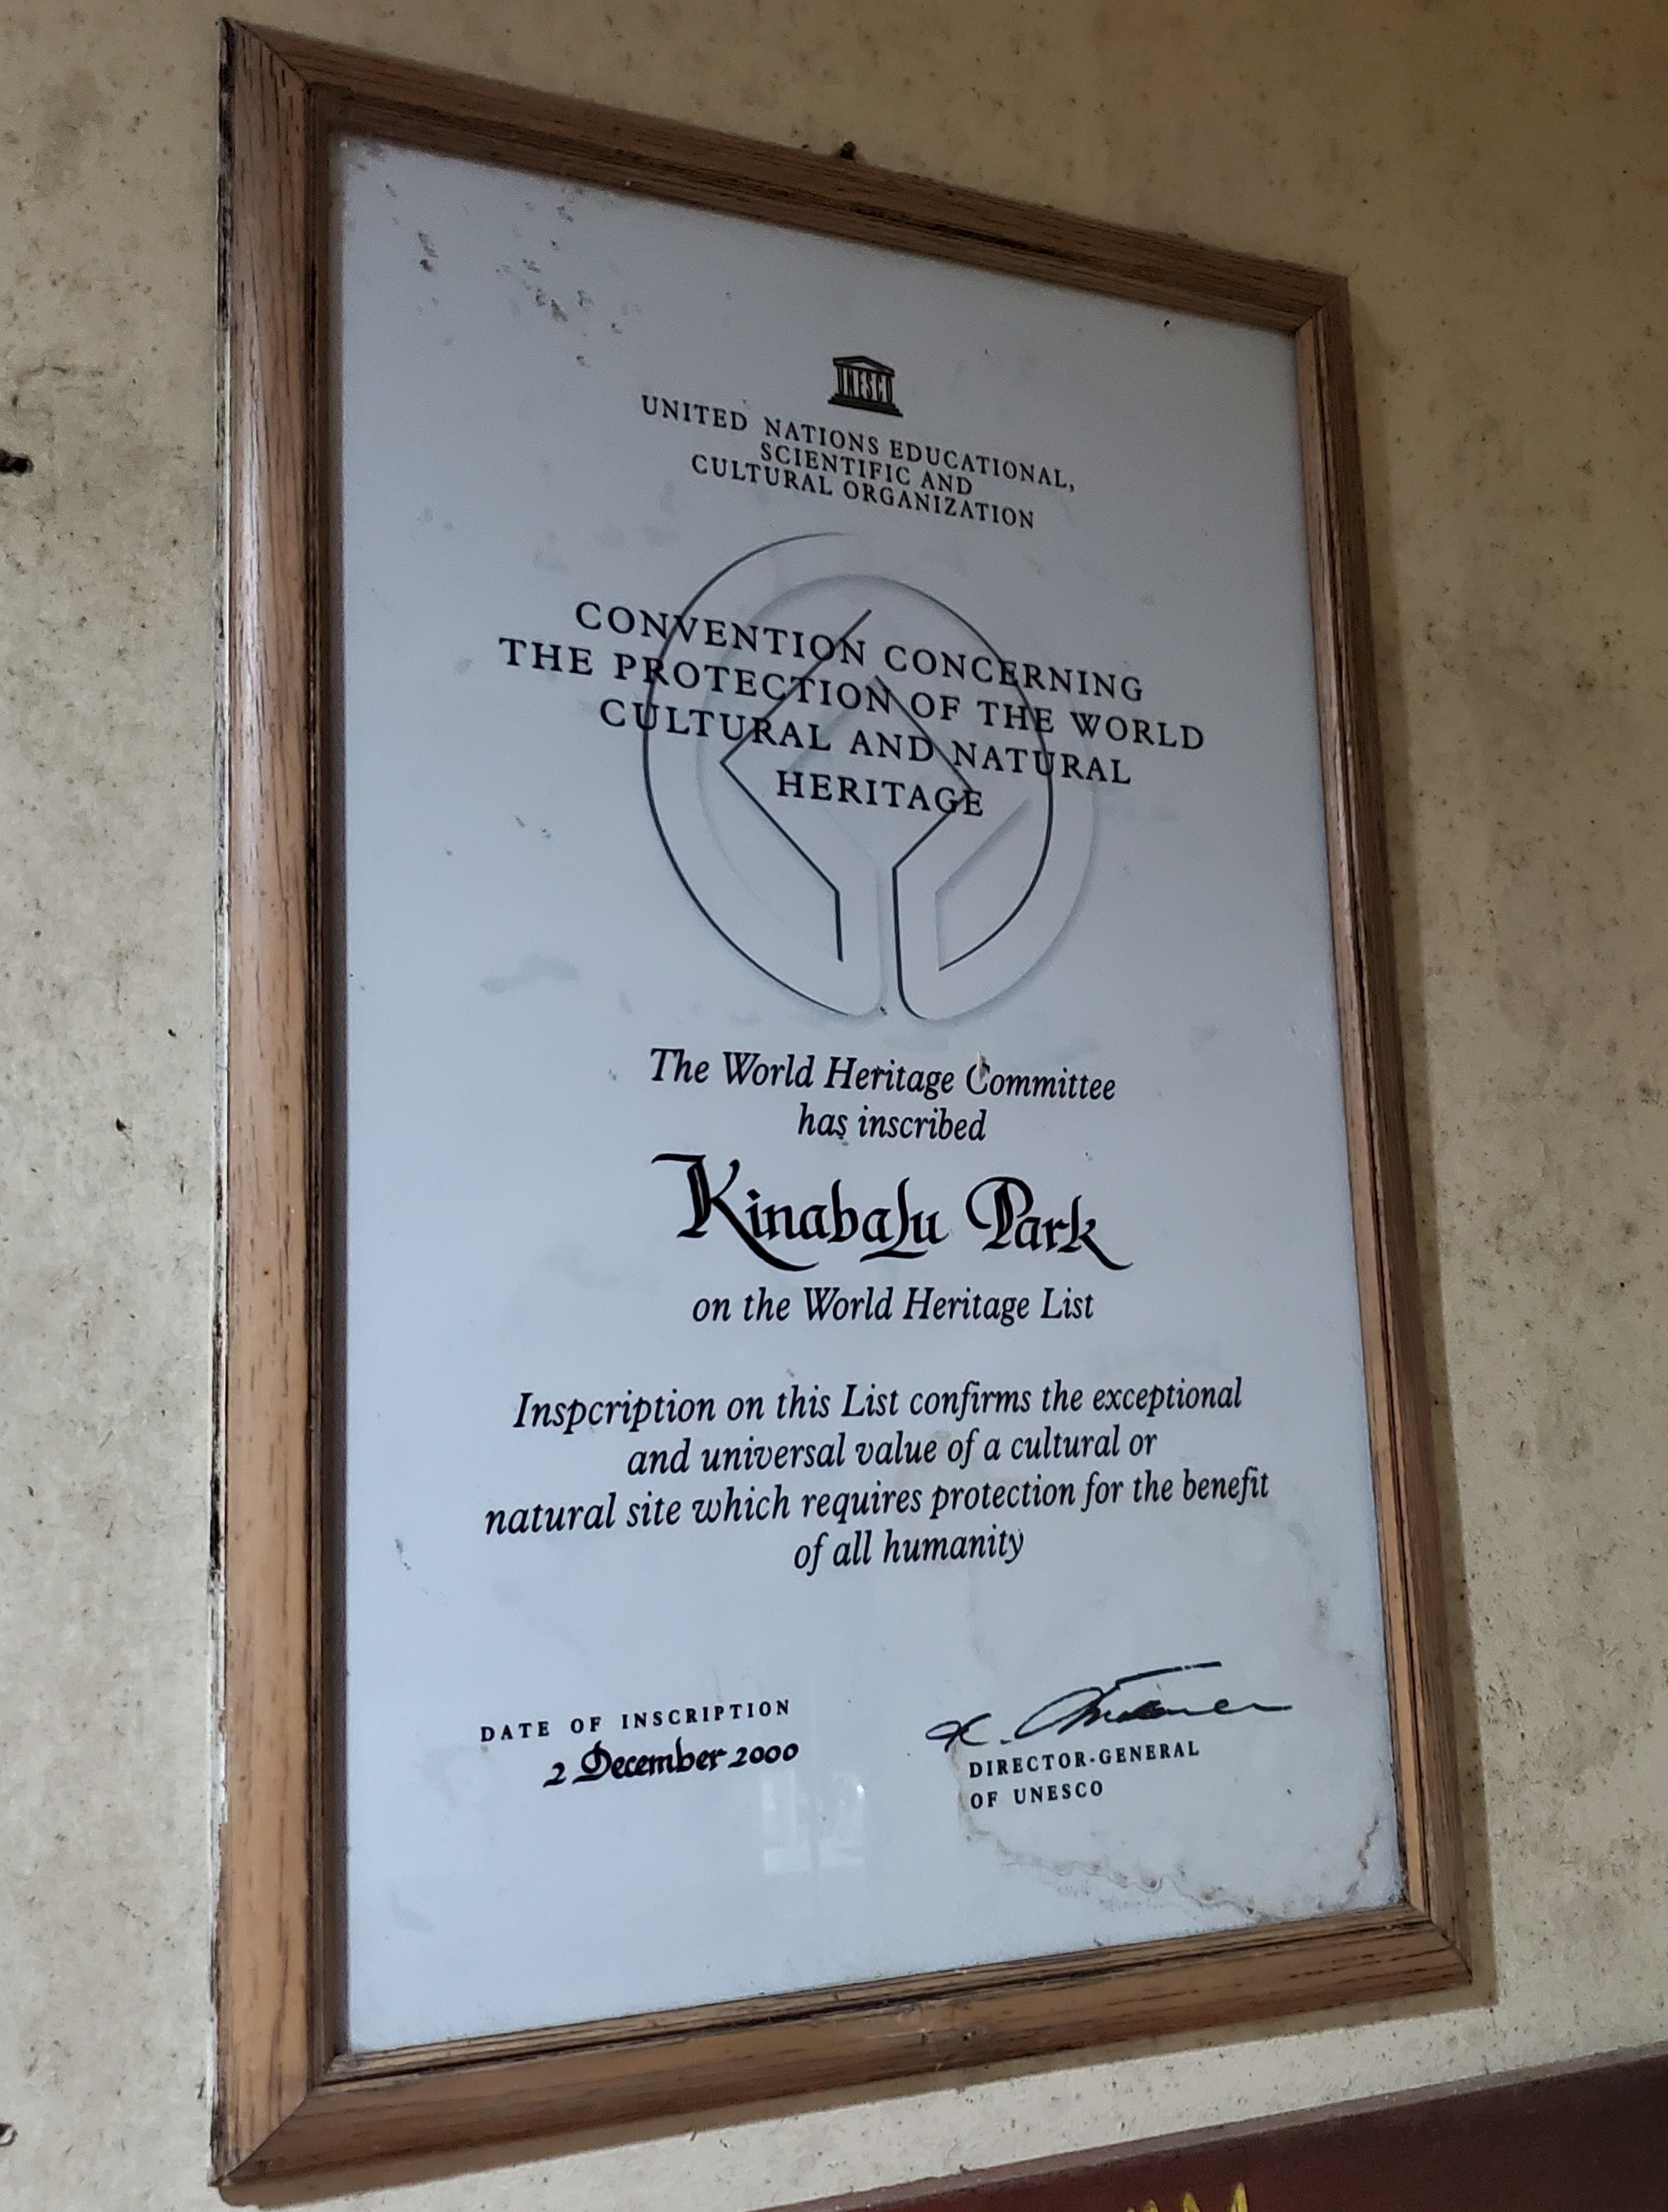 UNESCO
UNITED NATIONS EDUCATIONAL,
SCIENTIFIC AND
CULTURAL ORGANIZATION
CONVENTION CONCERNING
THE PROTECTION OF THE WORLD
CULTURAL AND NATURAL
HERITAGE
The World Heritage Committee
has inscribed
Kinabalu Park
on the World Heritage List
Inspcription on this List confirms the exceptional
and universal value of a cultural or
natural site which requires protection for the benefit
of all humanity
DATE OF INSCRIPTION
2 December 2000
DIRECTOR-GENERAL
OF UNESCO